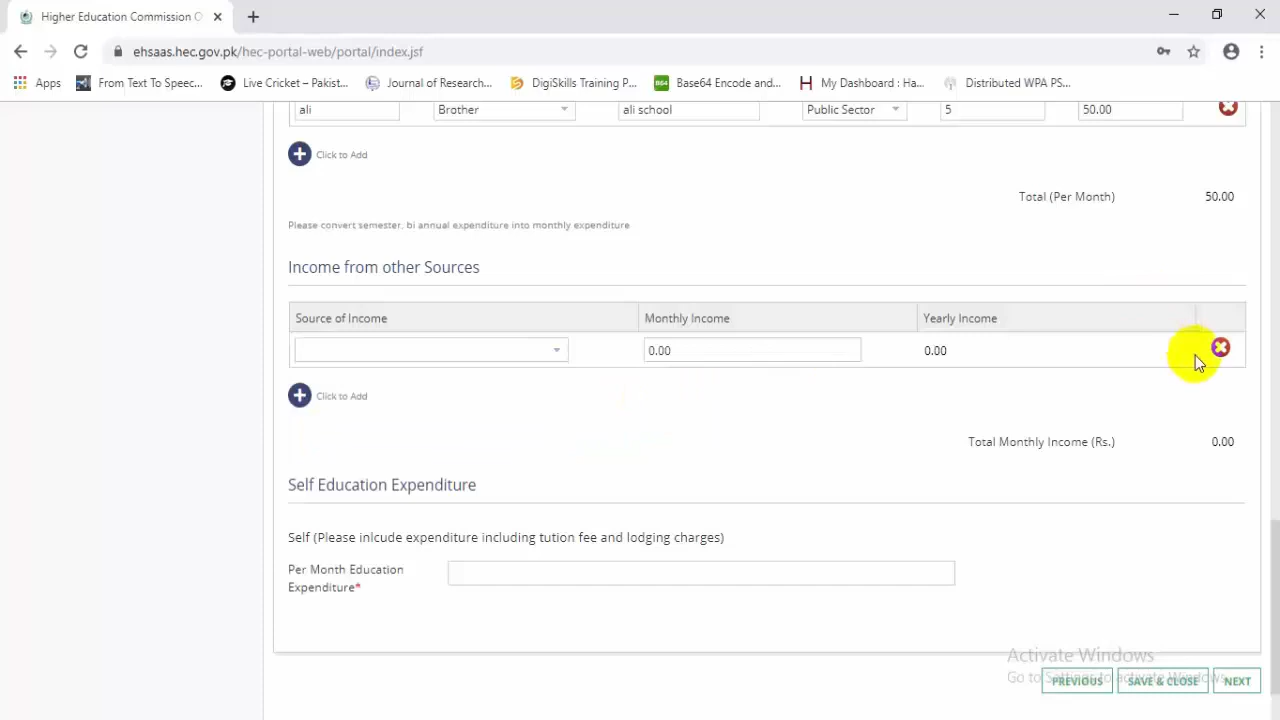 Higher Education Commission O
ehsaas.hec.gov.pk/hec-portal-web/portal/index.jsf
Apps From Text To Speec... Live Cricket – Pakist... Journal of Research... DigiSkills Training P... B64 Base64 Encode and... My Dashboard : Ha... Distributed WPA PS...
ali Brother ali school Public Sector 5 50.00
Click to Add
Total (Per Month) 50.00
Please convert semester, bi annual expenditure into monthly expenditure
Income from other Sources
Source of Income Monthly Income Yearly Income
0.00 0.00
Click to Add
Total Monthly Income (Rs.) 0.00
Self Education Expenditure
Self (Please inlcude expenditure including tution fee and lodging charges)
Per Month Education
Expenditure*
Activate Windows
Go to Settings to activate Windows.
PREVIOUS SAVE & CLOSE NEXT